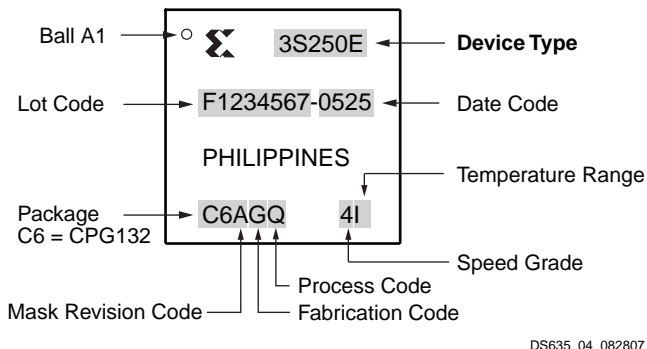 Ball A1
3S250E
Device Type
Lot Code
F1234567-0525
Date Code
PHILIPPINES
Temperature Range
Package
C6 = CPG132
C6AGQ
4I
Speed Grade
Process Code
Mask Revision Code
Fabrication Code
DS635_04_082807